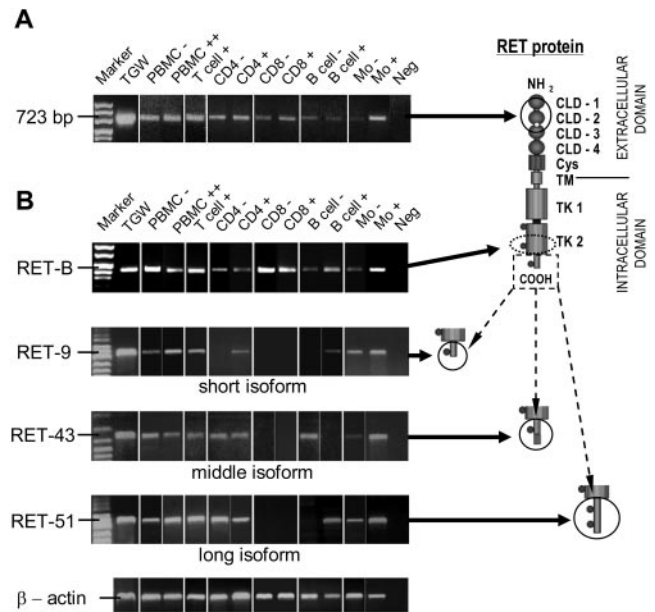 A
Marker TGW PBMC - PBMC ++ T cell + CD4 - CD4 + CD8 - CD8 + B cell - B cell + Mo - Mo + Neg
723 bp
RET protein
NH2
CLD - 1
CLD - 2
CLD - 3
CLD - 4
Cys
TM
TK 1
TK 2
COOH
EXTRACELLULAR
DOMAIN
INTRACELLULAR
DOMAIN
B
Marker TGW PBMC - PBMC ++ T cell + CD4 - CD4 + CD8 - CD8 + B cell - B cell + Mo - Mo + Neg
RET-B
RET-9
short isoform
RET-43
middle isoform
RET-51
long isoform
β – actin